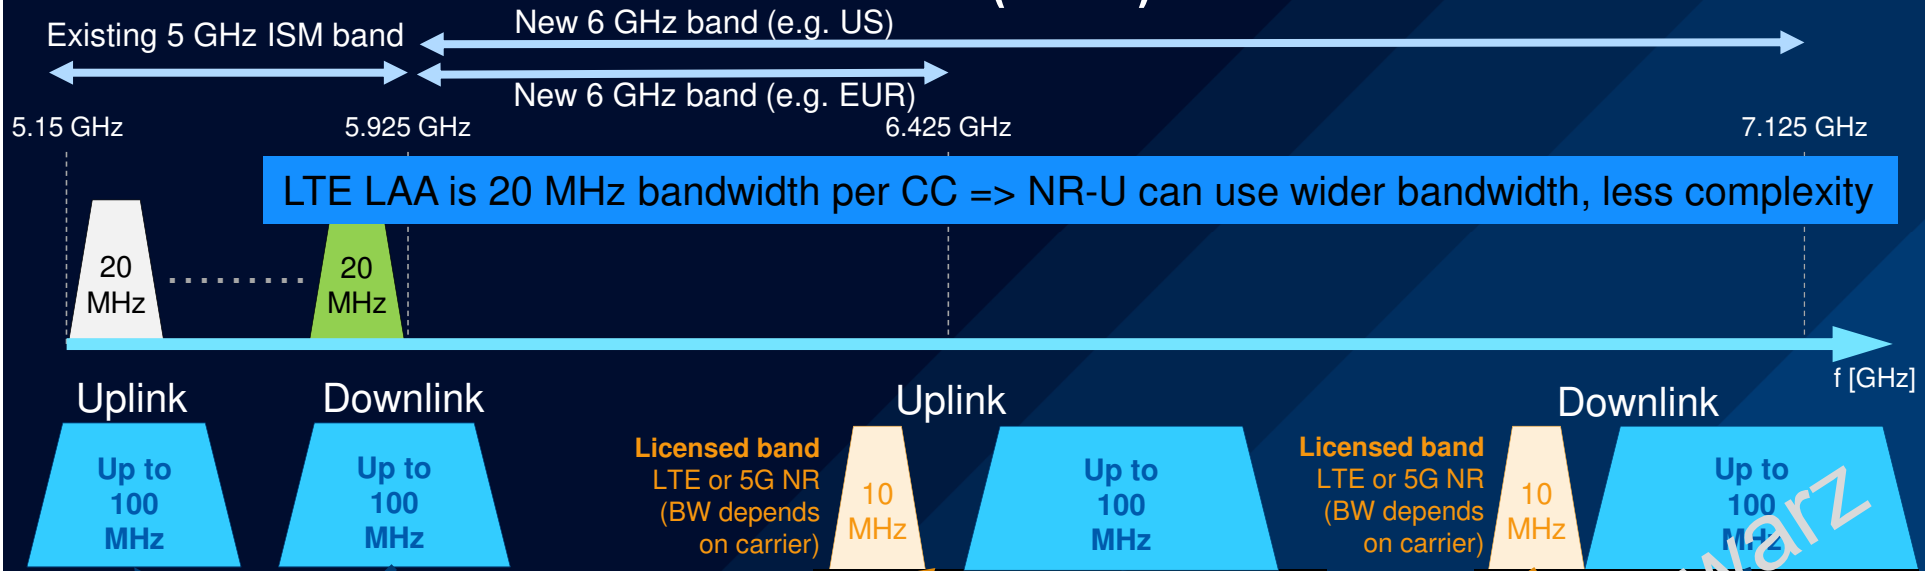 New 6 GHz band (e.g. US)
Existing 5 GHz ISM band
New 6 GHz band (e.g. EUR)
5.15 GHz
5.925 GHz
6.425 GHz
7.125 GHz
LTE LAA is 20 MHz bandwidth per CC => NR-U can use wider bandwidth, less complexity
20
MHz
20
MHz
f [GHz]
Uplink
Downlink
Uplink
Downlink
Up to
100
MHz
Up to
100
MHz
Licensed band
LTE or 5G NR
(BW depends
on carrier)
10
MHz
Up to
100
MHz
Licensed band
LTE or 5G NR
(BW depends
on carrier)
10
MHz
Up to
100
MHz
warz